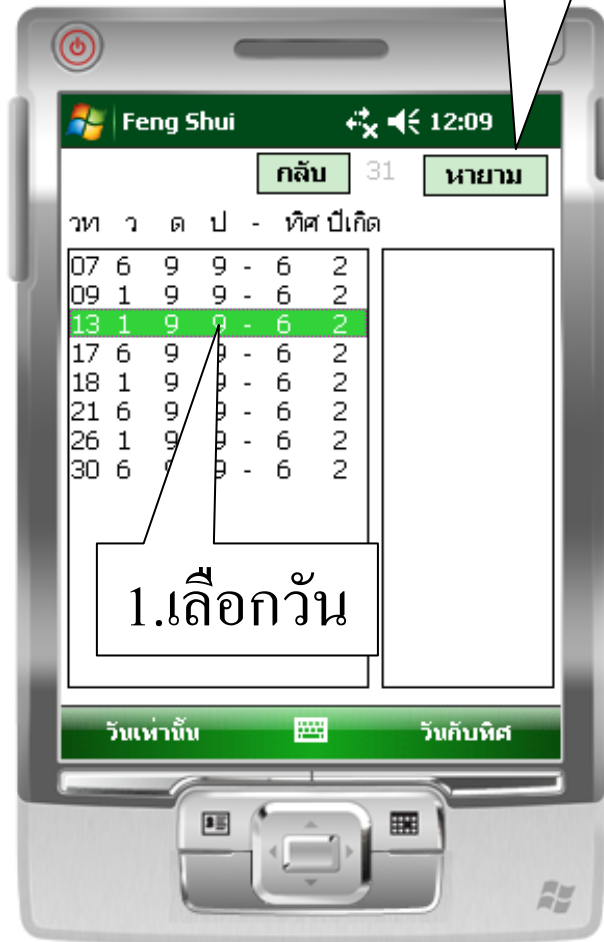 Feng Shui 12:09
กลับ 31 หายาม
วท ว ด ป - ทิศ ปีเกิด
07 6 9 9 - 6 2
09 1 9 9 - 6 2
13 1 9 9 - 6 2
17 6 9 9 - 6 2
18 1 9 9 - 6 2
21 6 9 9 - 6 2
26 1 9 9 - 6 2
30 6 9 9 - 6 2
1.เลือกวัน
วันเท่านั้น วันกับทิศ